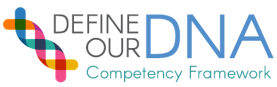 DEFINE
OUR DNA
Competency Framework